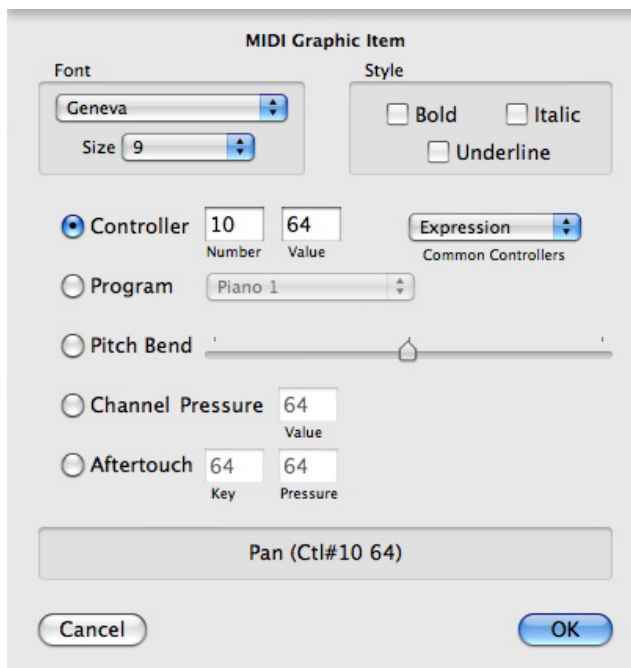 MIDI Graphic Item
Font Style
Geneva
Bold Italic
Size 9
Underline
Controller 10 64 Expression
Number Value Common Controllers
Program Piano 1
Pitch Bend
Channel Pressure 64
Value
Aftertouch 64 64
Key Pressure
Pan (Ctl#10 64)
Cancel OK